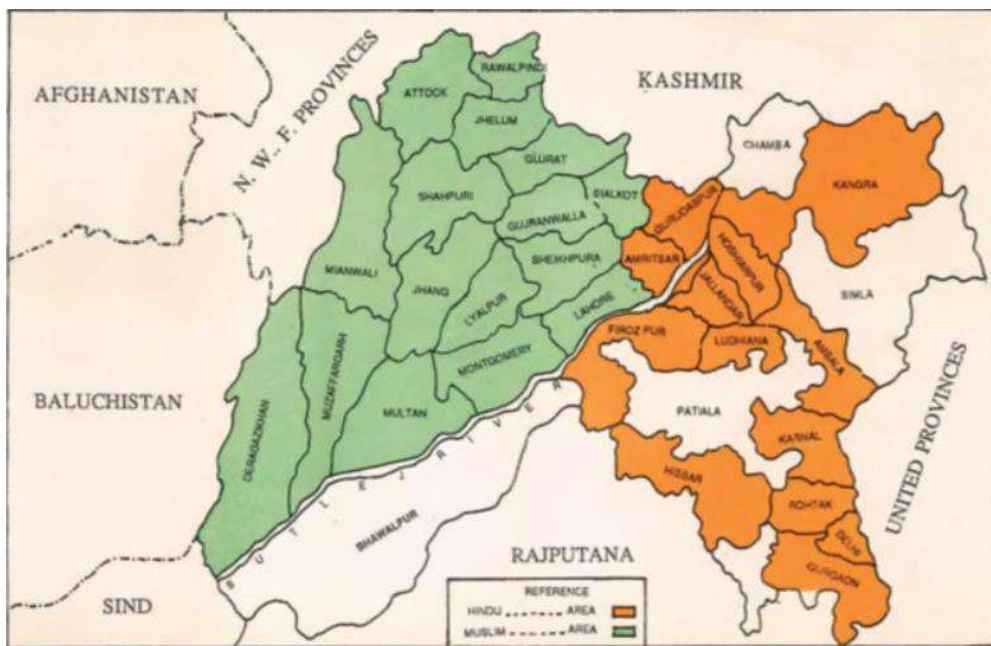 AFGHANISTAN
N. W. F. PROVINCES
KASHMIR
RAWALPINDI
ATTOCK
JHELUM
GUJRAT
CHAMBA
KANGRA
SHAHPURI
SIALKOT
GURUDASPUR
GUJRANWALLA
AMRITSAR
HOSHIARPUR
SHEIKHPURA
MIANWALI
JHANG
LYALPUR
LAHORE
JALLANDAR
SIMLA
FIROZ PUR
LUDHIANA
AMBALA
MONTGOMERY
MUZAFFARGARH
BALUCHISTAN
MULTAN
PATIALA
KARNAL
UNITED PROVINCES
DERAGAZIKHAN
HISSAR
SUTLEJ RIVER
ROHTAK
BHAWALPUR
DELHI
RAJPUTANA
GURGAON
SIND
REFERENCE
HINDU AREA
MUSLIM AREA